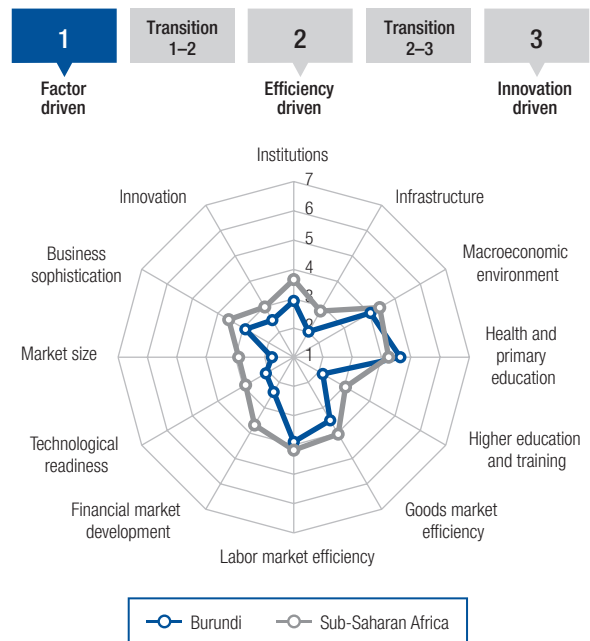 1
Transition
1–2
2
Transition
2–3
3
Factor
driven
Efficiency
driven
Innovation
driven
Institutions
7
6
5
4
3
2
1
Infrastructure
Macroeconomic
environment
Health and
primary
education
Higher education
and training
Goods market
efficiency
Labor market efficiency
Financial market
development
Technological
readiness
Market size
Business
sophistication
Innovation
Burundi
Sub-Saharan Africa